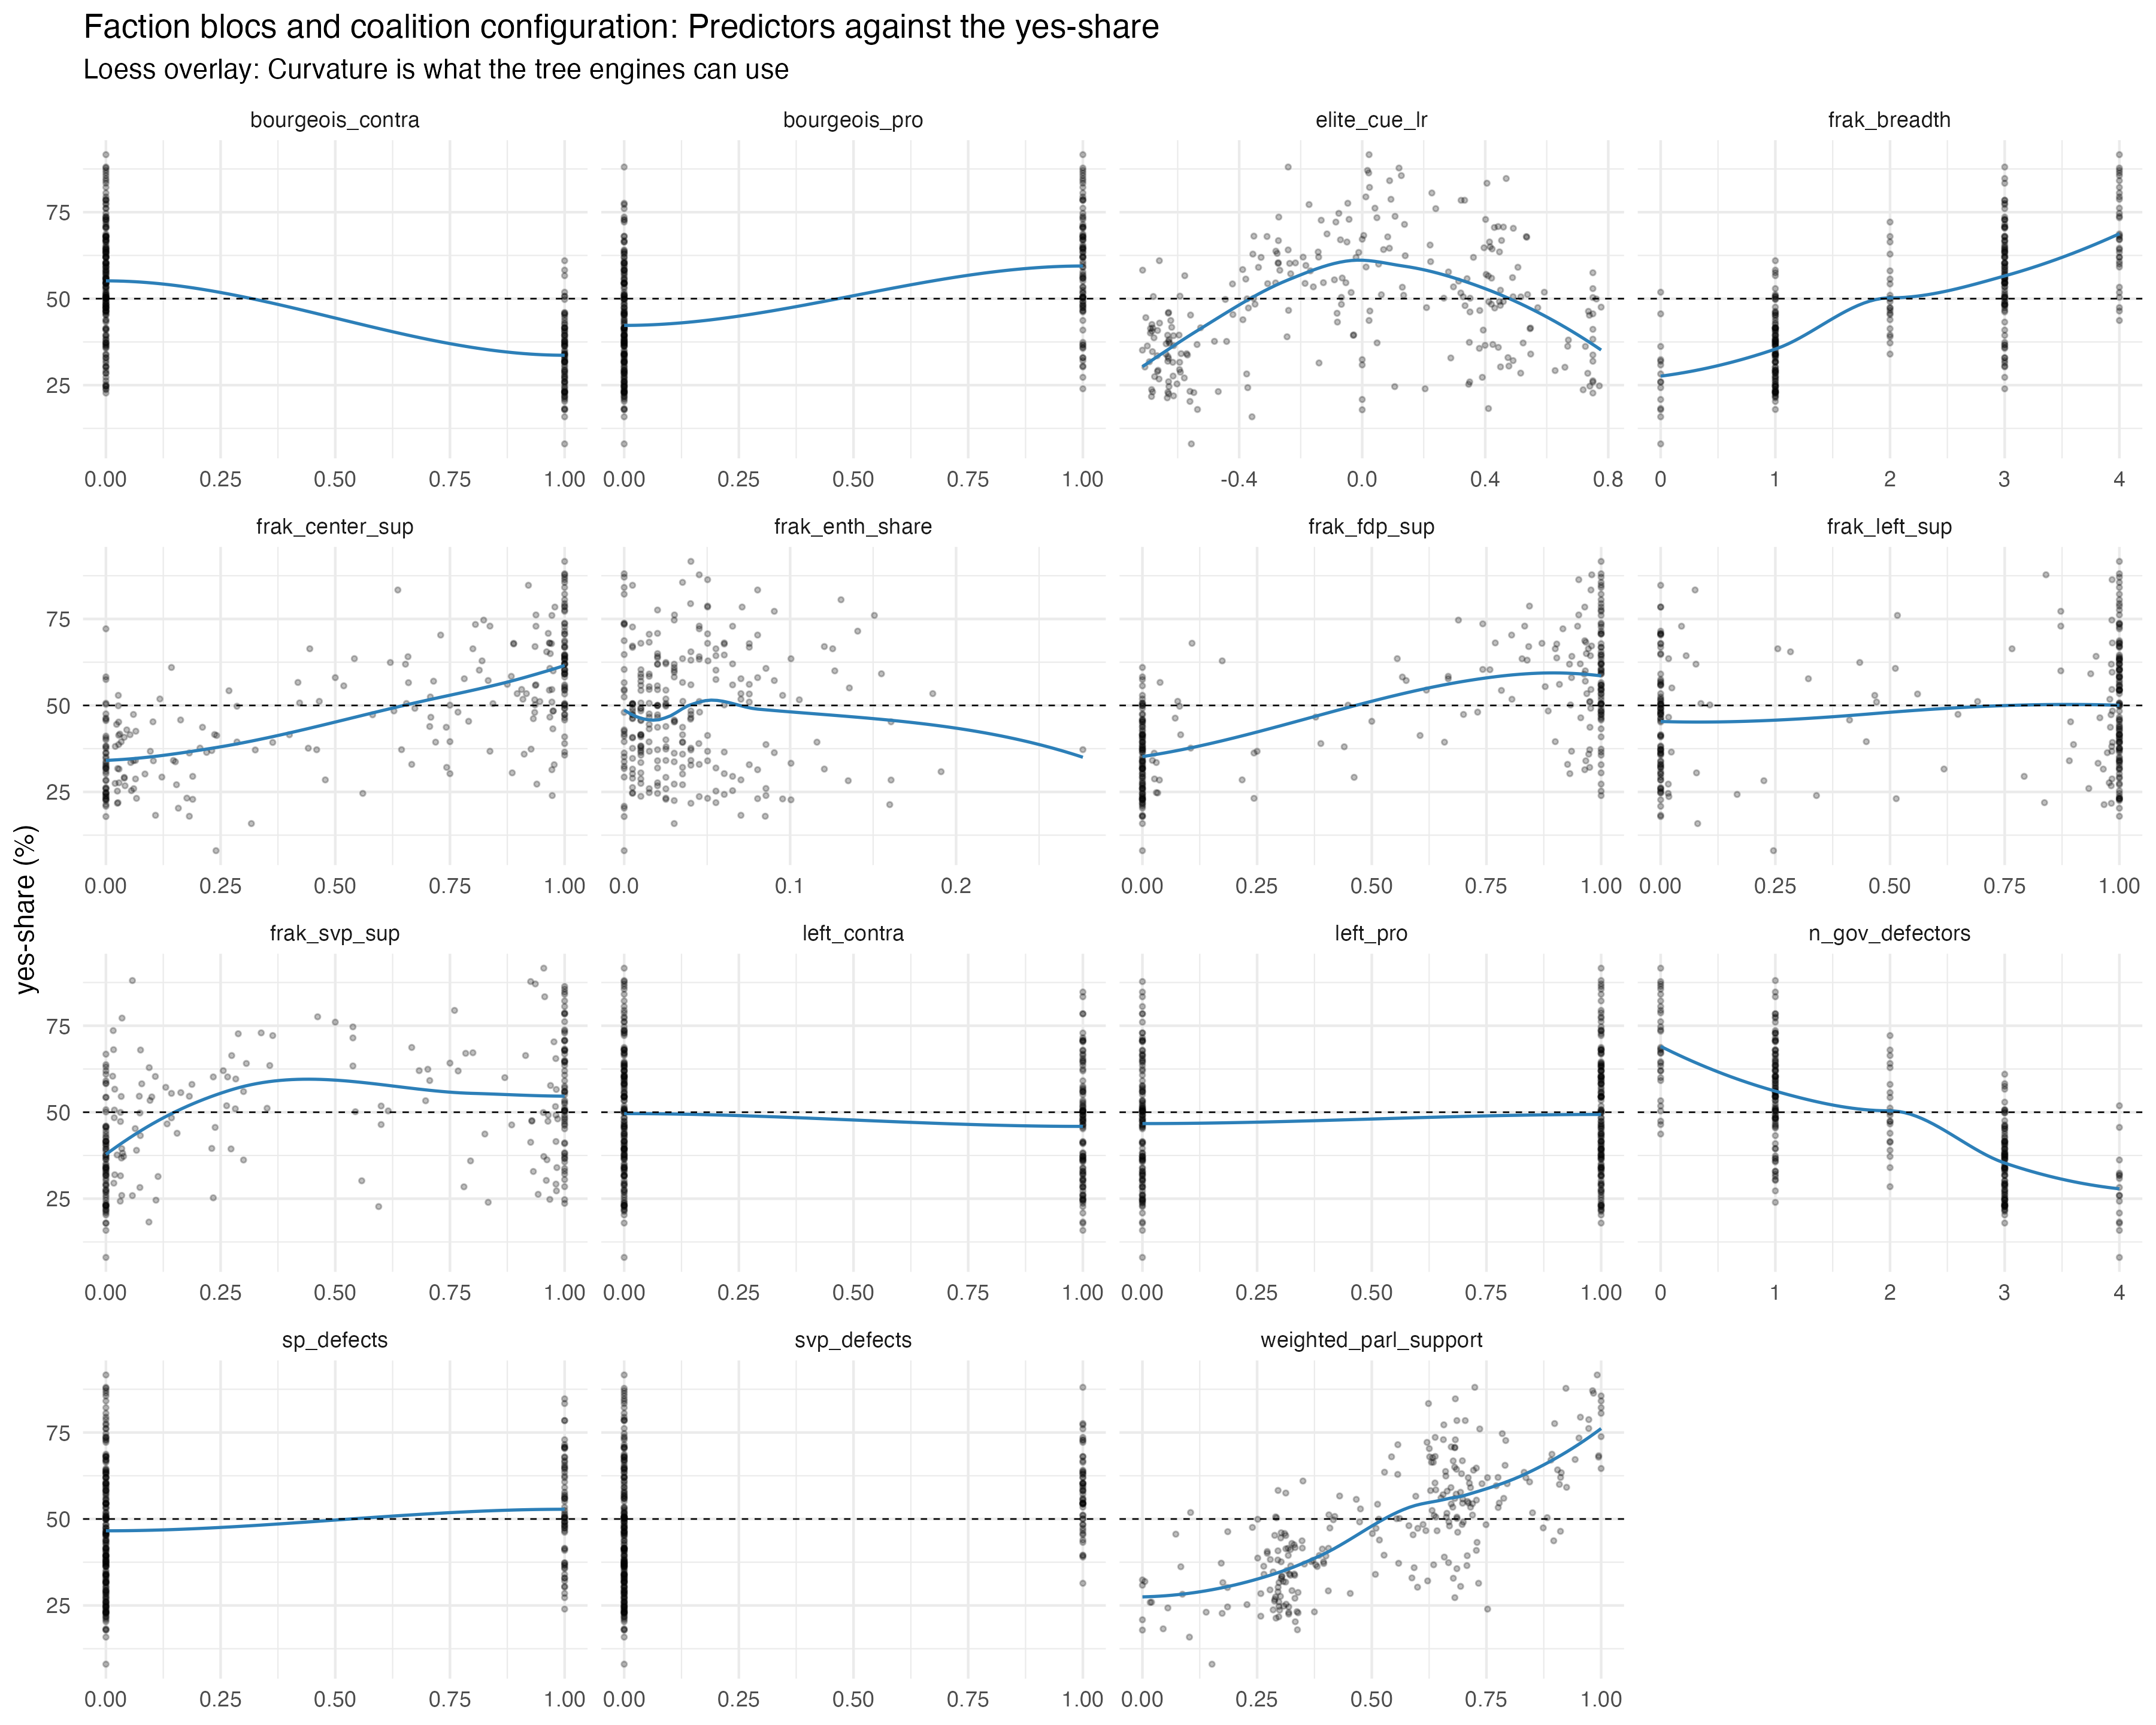 Faction blocs and coalition configuration: Predictors against the yes-share
Loess overlay: Curvature is what the tree engines can use
bourgeois_contra
bourgeois_pro
elite_cue_lr
frak_breadth
75
50
25
0.00 0.25 0.50 0.75 1.00
0.00 0.25 0.50 0.75 1.00
-0.4 0.0 0.4 0.8
0 1 2 3 4
frak_center_sup
frak_enth_share
frak_fdp_sup
frak_left_sup
75
50
25
0.00 0.25 0.50 0.75 1.00
0.0 0.1 0.2
0.00 0.25 0.50 0.75 1.00
0.00 0.25 0.50 0.75 1.00
yes-share (%)
frak_svp_sup
left_contra
left_pro
n_gov_defectors
75
50
25
0.00 0.25 0.50 0.75 1.00
0.00 0.25 0.50 0.75 1.00
0.00 0.25 0.50 0.75 1.00
0 1 2 3 4
sp_defects
svp_defects
weighted_parl_support
75
50
25
0.00 0.25 0.50 0.75 1.00
0.00 0.25 0.50 0.75 1.00
0.00 0.25 0.50 0.75 1.00